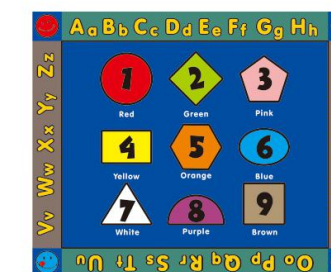 Aa Bb Cc Dd Ee Ff Gg Hh
1 2 3
Red Green Pink
4 5 6
Yellow Orange Blue
7 8 9
White Purple Brown
Oo Pp Qq Rr Ss Tt Uu
Vv Ww Xx Yy Zz